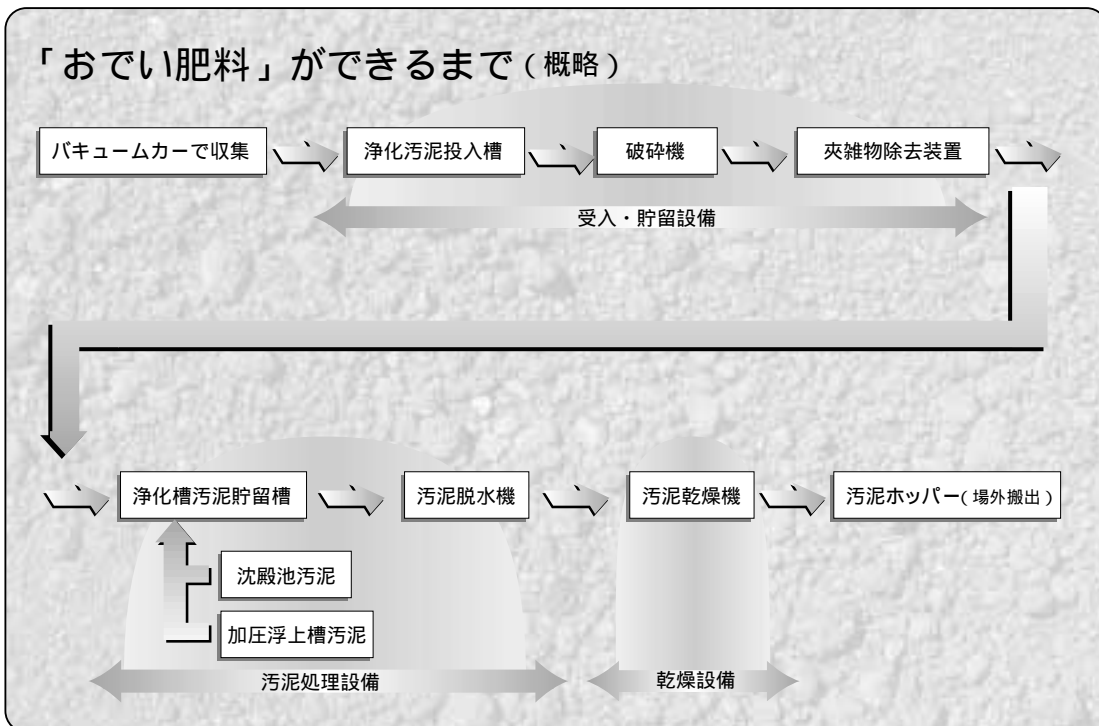 「おでい肥料」ができるまで(概略)
バキュームカーで収集
浄化汚泥投入槽
破砕機
夾雑物除去装置
受入・貯留設備
浄化槽汚泥貯留槽
汚泥脱水機
汚泥乾燥機
汚泥ホッパー(場外搬出)
沈殿池汚泥
加圧浮上槽汚泥
汚泥処理設備
乾燥設備